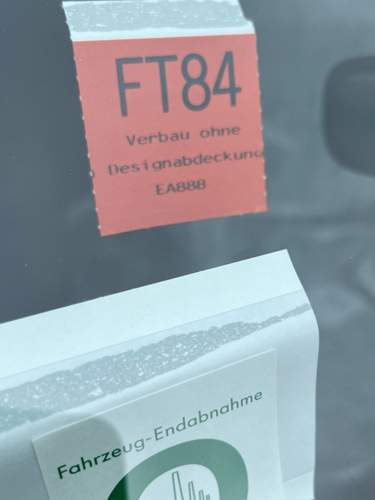 FT84
Verbau ohne
Designabdeckung
EA888
Fahrzeug-Endabnahme